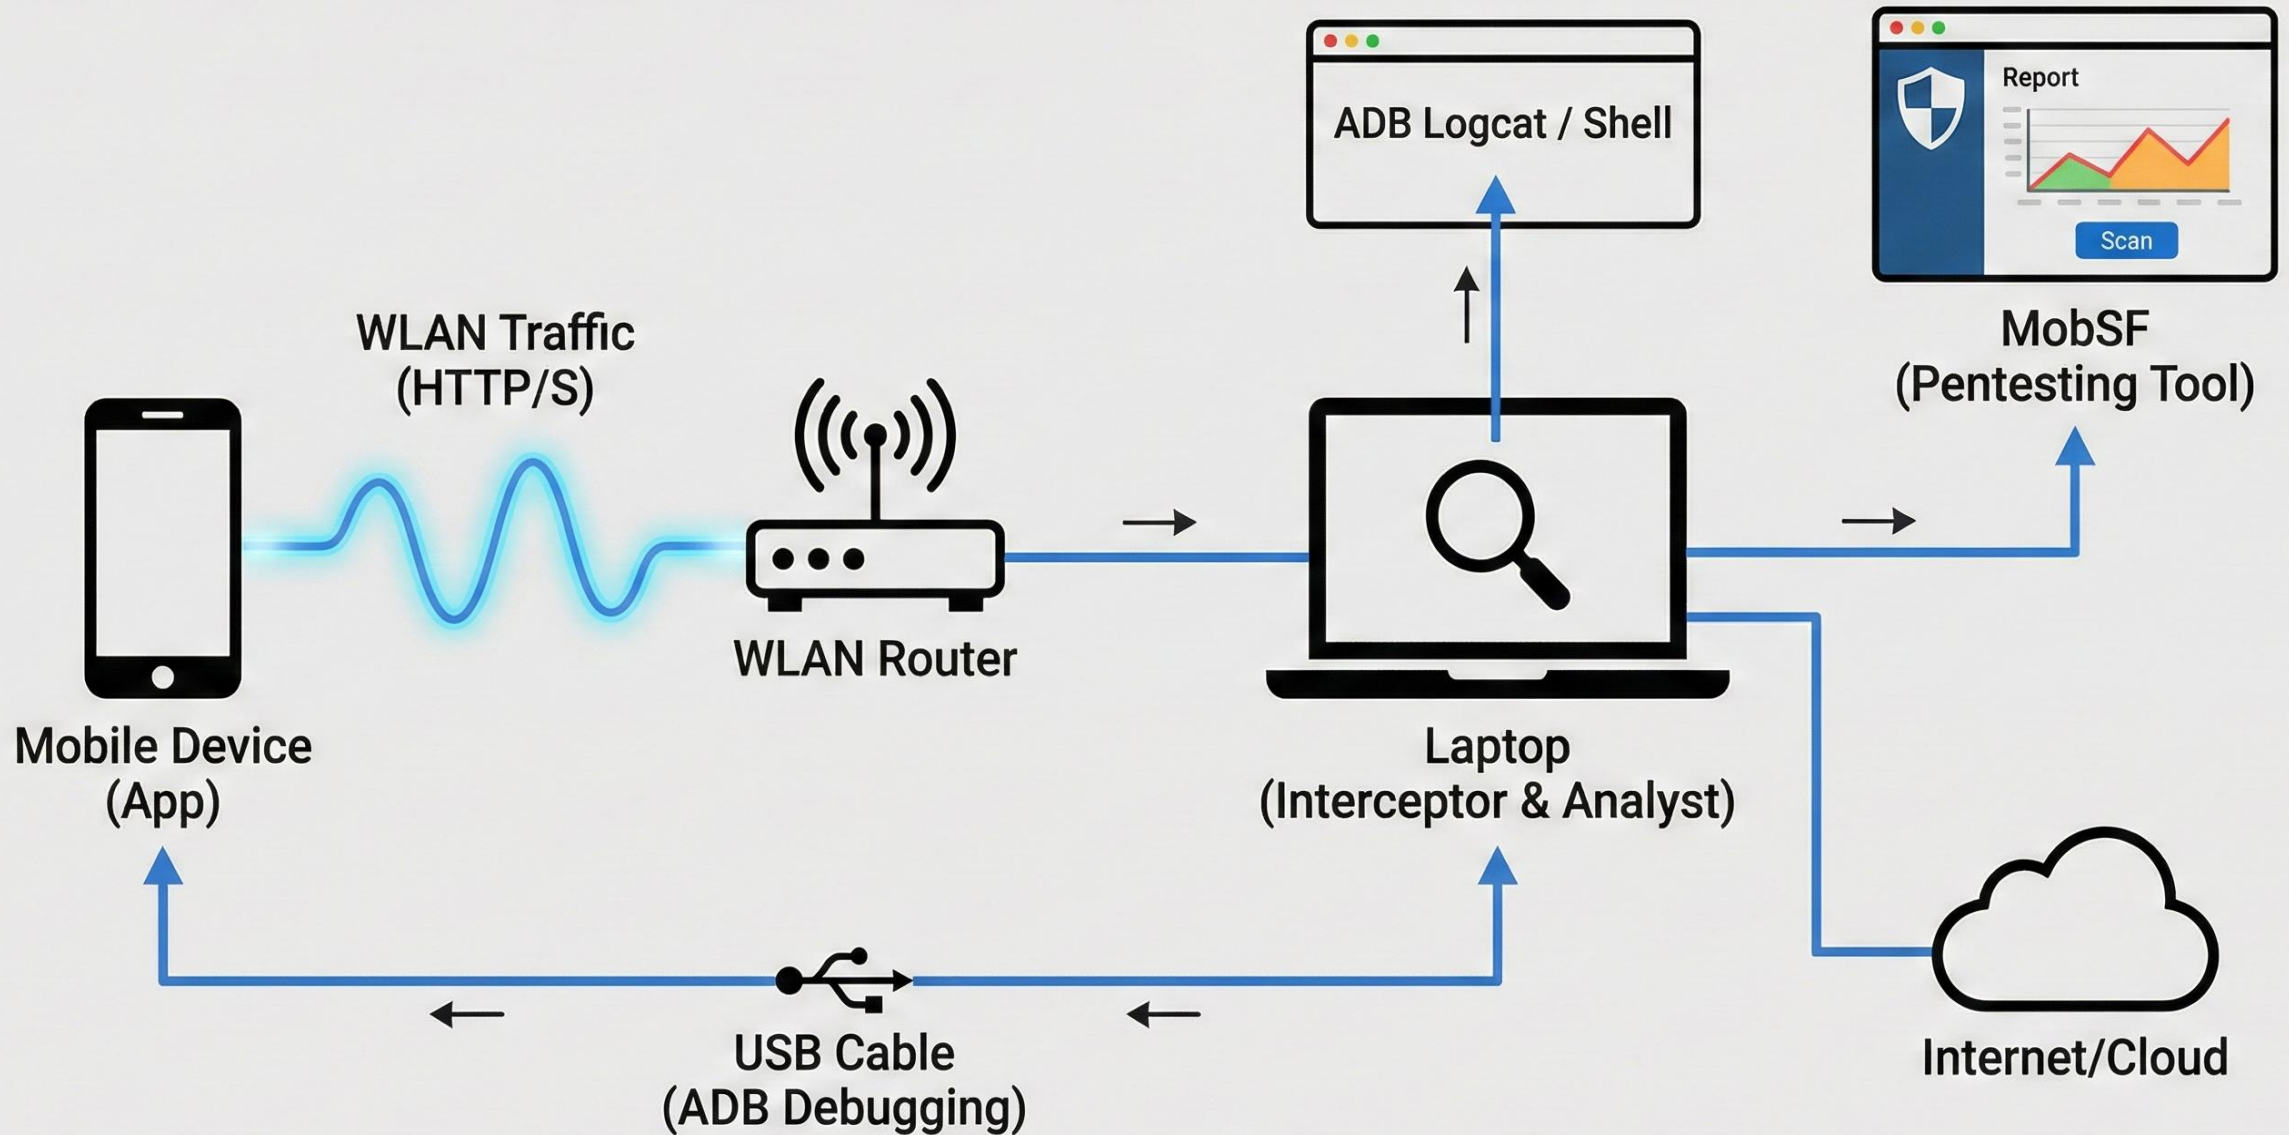 ADB Logcat / Shell
Report
Scan
MobSF
(Pentesting Tool)
WLAN Traffic
(HTTP/S)
WLAN Router
Mobile Device
(App)
Laptop
(Interceptor & Analyst)
USB Cable
(ADB Debugging)
Internet/Cloud